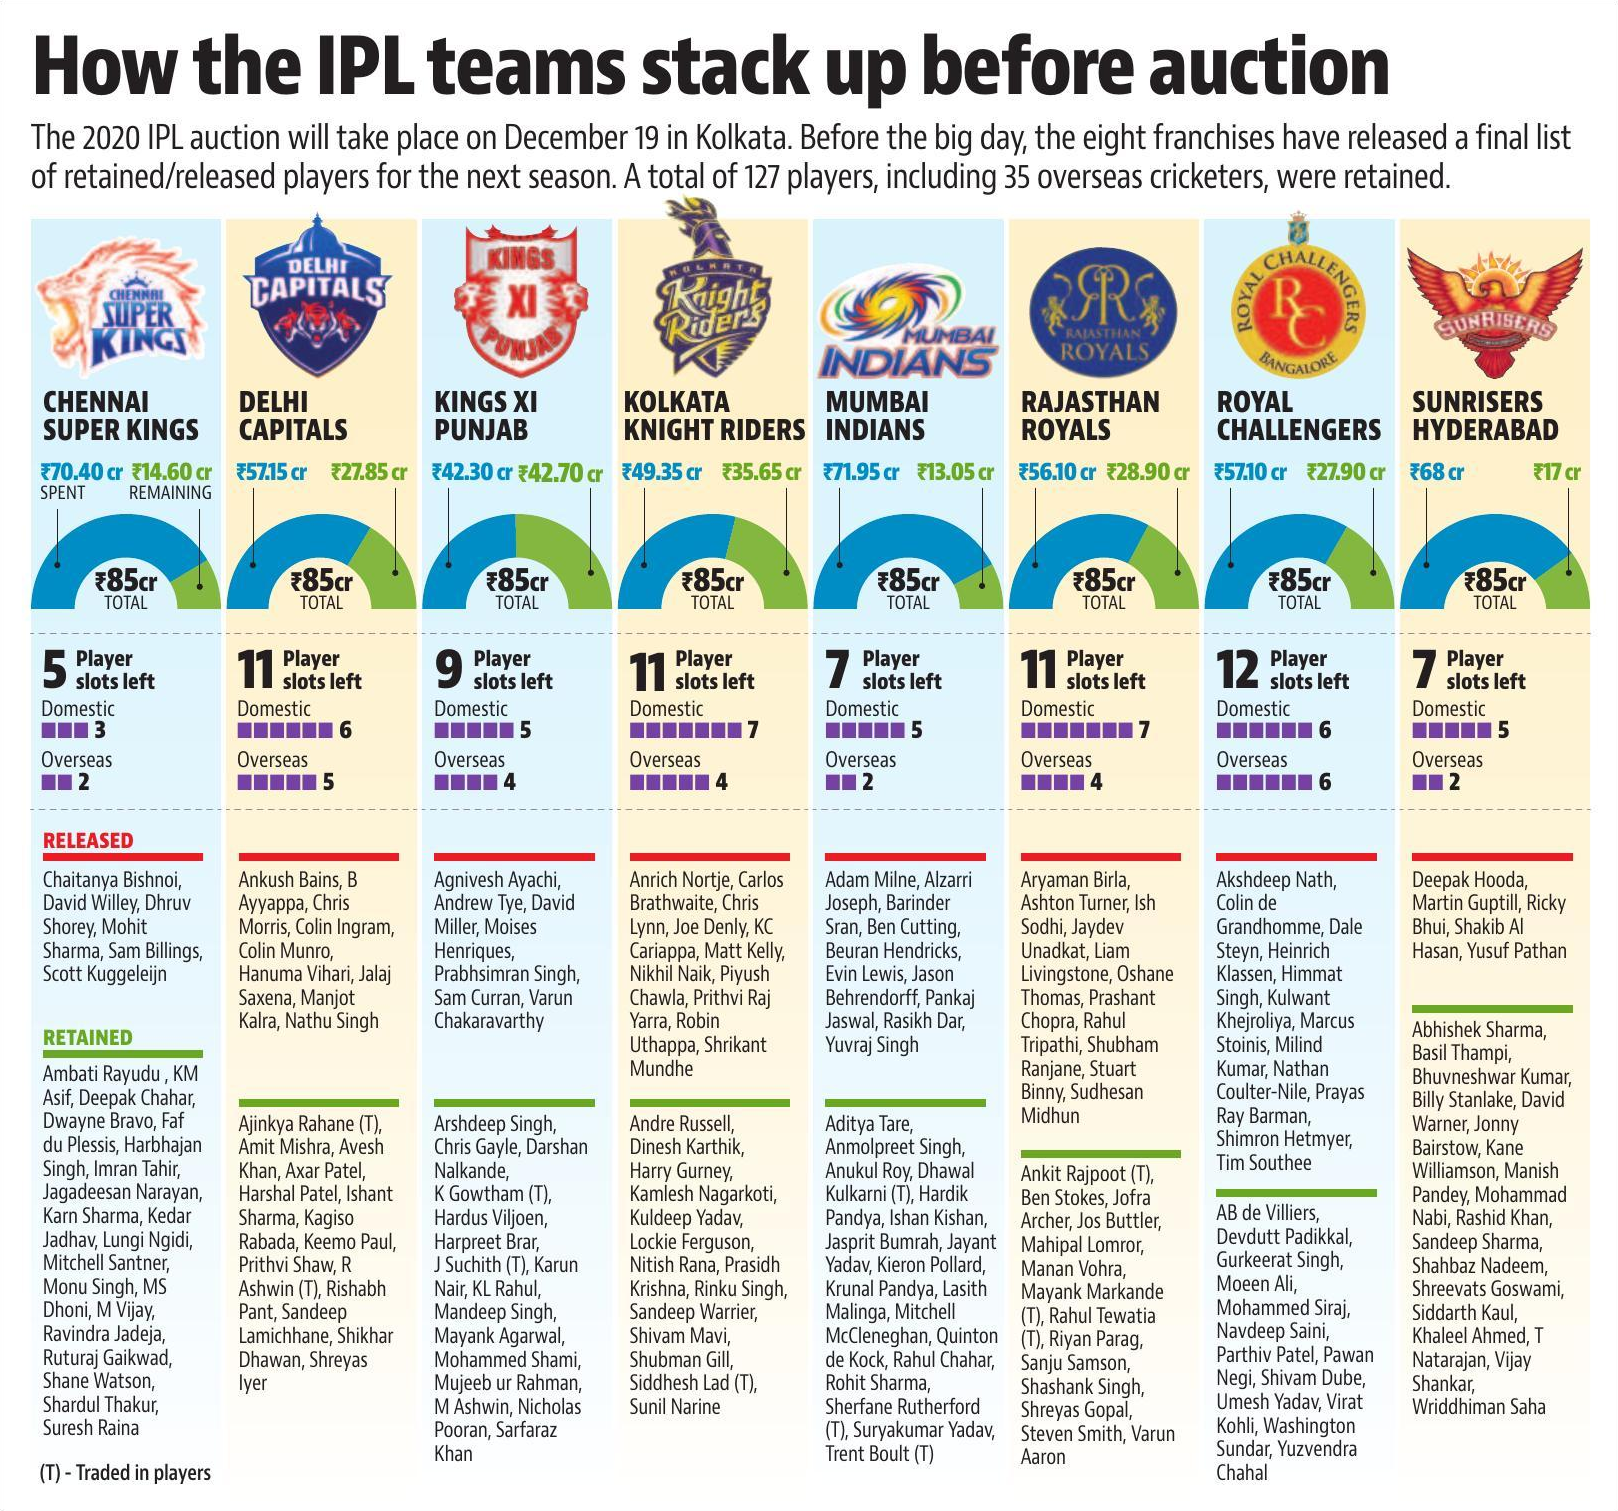 How the IPL teams stack up before auction
The 2020 IPL auction will take place on December 19 in Kolkata. Before the big day, the eight franchises have released a final list
of retained/released players for the next season. A total of 127 players, including 35 overseas cricketers, were retained.
CHENNAI
SUPER
KINGS
CHENNAI
SUPER KINGS
₹70.40 cr ₹14.60 cr
SPENT REMAINING
₹85cr
TOTAL
5 Player
slots left
Domestic
3
Overseas
2
RELEASED
Chaitanya Bishnoi,
David Willey, Dhruv
Shorey, Mohit
Sharma, Sam Billings,
Scott Kuggeleijn
RETAINED
Ambati Rayudu , KM
Asif, Deepak Chahar,
Dwayne Bravo, Faf
du Plessis, Harbhajan
Singh, Imran Tahir,
Jagadeesan Narayan,
Karn Sharma, Kedar
Jadhav, Lungi Ngidi,
Mitchell Santner,
Monu Singh, MS
Dhoni, M Vijay,
Ravindra Jadeja,
Ruturaj Gaikwad,
Shane Watson,
Shardul Thakur,
Suresh Raina
(T) - Traded in players
DELHI
CAPITALS
DELHI
CAPITALS
₹57.15 cr ₹27.85 cr
₹85cr
TOTAL
11 Player
slots left
Domestic
6
Overseas
5
Ankush Bains, B
Ayyappa, Chris
Morris, Colin Ingram,
Colin Munro,
Hanuma Vihari, Jalaj
Saxena, Manjot
Kalra, Nathu Singh
Ajinkya Rahane (T),
Amit Mishra, Avesh
Khan, Axar Patel,
Harshal Patel, Ishant
Sharma, Kagiso
Rabada, Keemo Paul,
Prithvi Shaw, R
Ashwin (T), Rishabh
Pant, Sandeep
Lamichhane, Shikhar
Dhawan, Shreyas
Iyer
KINGS
XI
PUNJAB
KINGS XI
PUNJAB
₹42.30 cr ₹42.70 cr
₹85cr
TOTAL
9 Player
slots left
Domestic
5
Overseas
4
Agnivesh Ayachi,
Andrew Tye, David
Miller, Moises
Henriques,
Prabhsimran Singh,
Sam Curran, Varun
Chakaravarthy
Arshdeep Singh,
Chris Gayle, Darshan
Nalkande,
K Gowtham (T),
Hardus Viljoen,
Harpreet Brar,
J Suchith (T), Karun
Nair, KL Rahul,
Mandeep Singh,
Mayank Agarwal,
Mohammed Shami,
Mujeeb ur Rahman,
M Ashwin, Nicholas
Pooran, Sarfaraz
Khan
KOLKATA
Knight
Riders
KOLKATA
KNIGHT RIDERS
₹49.35 cr ₹35.65 cr
₹85cr
TOTAL
11 Player
slots left
Domestic
7
Overseas
4
Anrich Nortje, Carlos
Brathwaite, Chris
Lynn, Joe Denly, KC
Cariappa, Matt Kelly,
Nikhil Naik, Piyush
Chawla, Prithvi Raj
Yarra, Robin
Uthappa, Shrikant
Mundhe
Andre Russell,
Dinesh Karthik,
Harry Gurney,
Kamlesh Nagarkoti,
Kuldeep Yadav,
Lockie Ferguson,
Nitish Rana, Prasidh
Krishna, Rinku Singh,
Sandeep Warrier,
Shivam Mavi,
Shubman Gill,
Siddhesh Lad (T),
Sunil Narine
MUMBAI
INDIANS
MUMBAI
INDIANS
₹71.95 cr ₹13.05 cr
₹85cr
TOTAL
7 Player
slots left
Domestic
5
Overseas
2
Adam Milne, Alzarri
Joseph, Barinder
Sran, Ben Cutting,
Beuran Hendricks,
Evin Lewis, Jason
Behrendorff, Pankaj
Jaswal, Rasikh Dar,
Yuvraj Singh
Aditya Tare,
Anmolpreet Singh,
Anukul Roy, Dhawal
Kulkarni (T), Hardik
Pandya, Ishan Kishan,
Jasprit Bumrah, Jayant
Yadav, Kieron Pollard,
Krunal Pandya, Lasith
Malinga, Mitchell
McCleneghan, Quinton
de Kock, Rahul Chahar,
Rohit Sharma,
Sherfane Rutherford
(T), Suryakumar Yadav,
Trent Boult (T)
RR
RAJASTHAN
ROYALS
RAJASTHAN
ROYALS
₹56.10 cr ₹28.90 cr
₹85cr
TOTAL
11 Player
slots left
Domestic
7
Overseas
4
Aryaman Birla,
Ashton Turner, Ish
Sodhi, Jaydev
Unadkat, Liam
Livingstone, Oshane
Thomas, Prashant
Chopra, Rahul
Tripathi, Shubham
Ranjane, Stuart
Binny, Sudhesan
Midhun
Ankit Rajpoot (T),
Ben Stokes, Jofra
Archer, Jos Buttler,
Mahipal Lomror,
Manan Vohra,
Mayank Markande
(T), Rahul Tewatia
(T), Riyan Parag,
Sanju Samson,
Shashank Singh,
Shreyas Gopal,
Steven Smith, Varun
Aaron
ROYAL CHALLENGERS
RC
BANGALORE
ROYAL
CHALLENGERS
₹57.10 cr ₹27.90 cr
₹85cr
TOTAL
12 Player
slots left
Domestic
6
Overseas
6
Akshdeep Nath,
Colin de
Grandhomme, Dale
Steyn, Heinrich
Klassen, Himmat
Singh, Kulwant
Khejroliya, Marcus
Stoinis, Milind
Kumar, Nathan
Coulter-Nile, Prayas
Ray Barman,
Shimron Hetmyer,
Tim Southee
AB de Villiers,
Devdutt Padikkal,
Gurkeerat Singh,
Moeen Ali,
Mohammed Siraj,
Navdeep Saini,
Parthiv Patel, Pawan
Negi, Shivam Dube,
Umesh Yadav, Virat
Kohli, Washington
Sundar, Yuzvendra
Chahal
SUNRISERS
SUNRISERS
HYDERABAD
₹68 cr ₹17 cr
₹85cr
TOTAL
7 Player
slots left
Domestic
5
Overseas
2
Deepak Hooda,
Martin Guptill, Ricky
Bhui, Shakib Al
Hasan, Yusuf Pathan
Abhishek Sharma,
Basil Thampi,
Bhuvneshwar Kumar,
Billy Stanlake, David
Warner, Jonny
Bairstow, Kane
Williamson, Manish
Pandey, Mohammad
Nabi, Rashid Khan,
Sandeep Sharma,
Shahbaz Nadeem,
Shreevats Goswami,
Siddarth Kaul,
Khaleel Ahmed, T
Natarajan, Vijay
Shankar,
Wriddhiman Saha